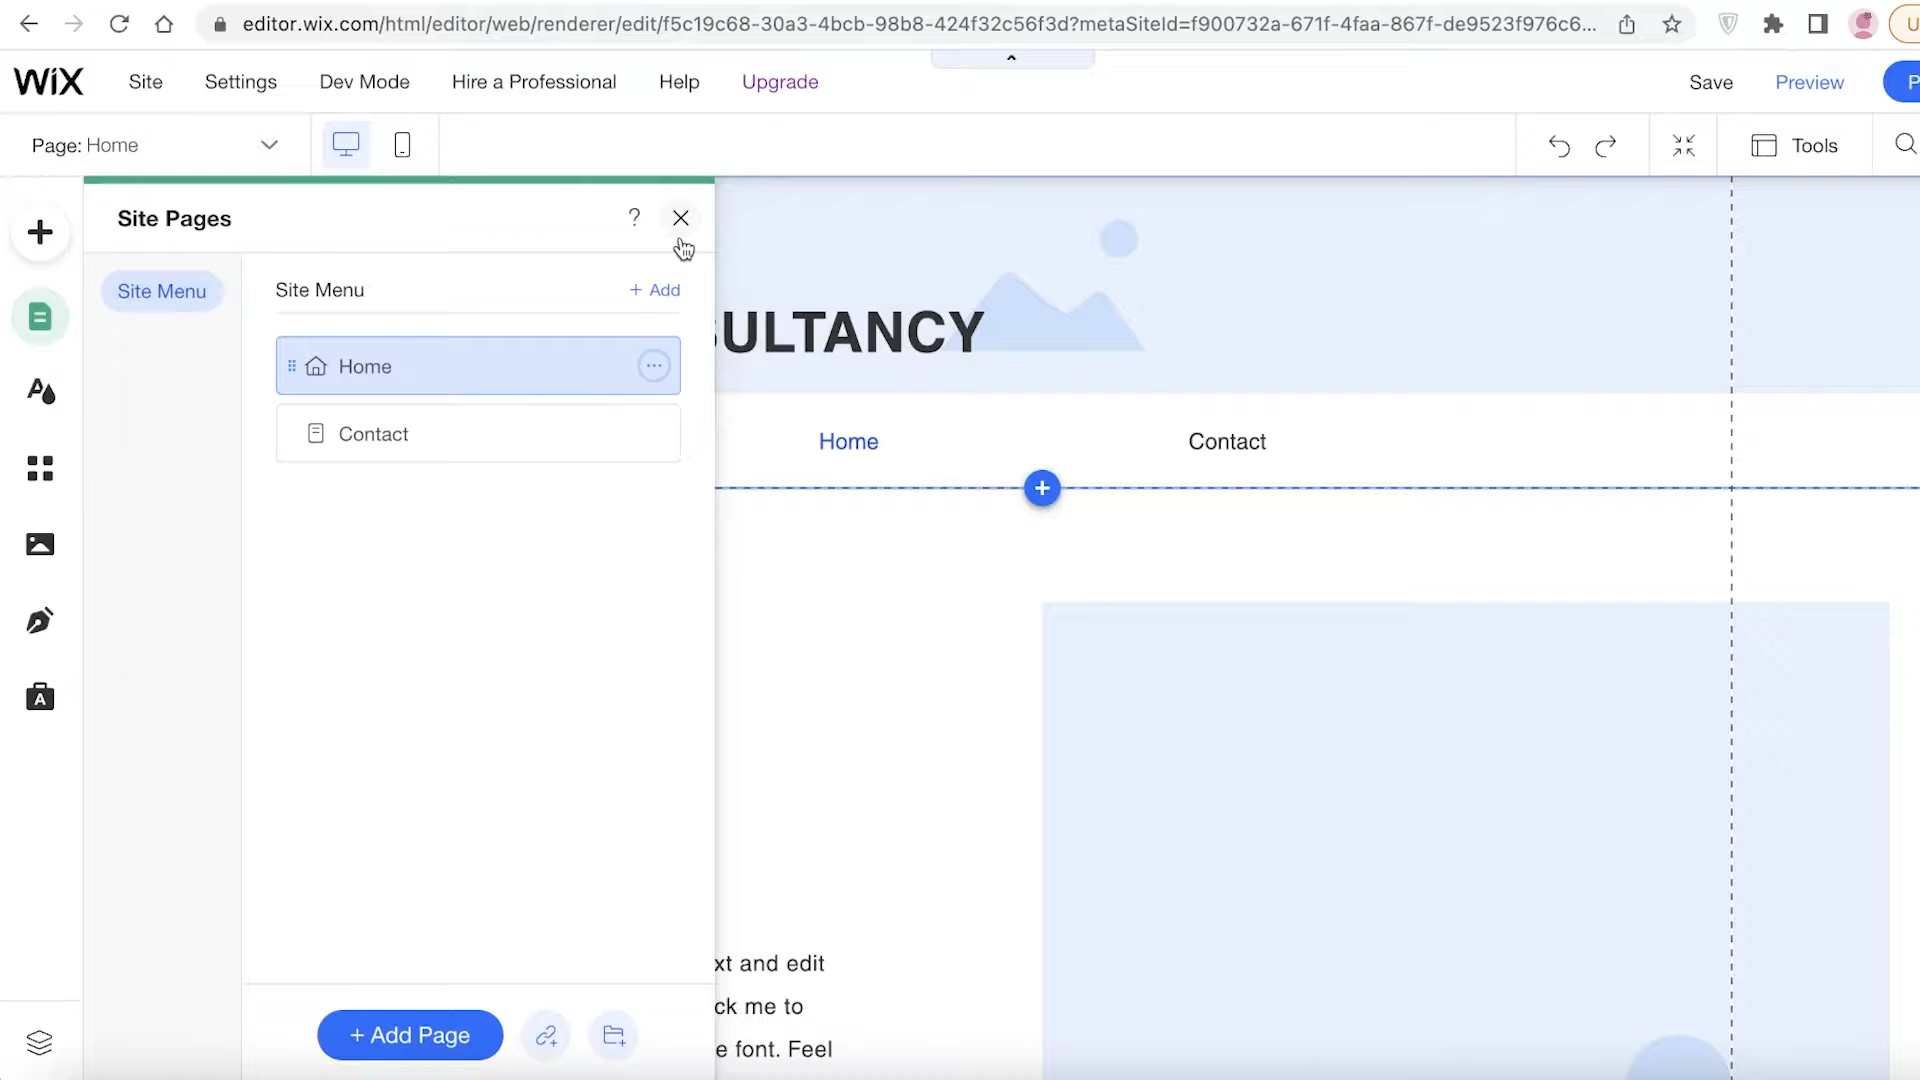 editor.wix.com/html/editor/web/renderer/edit/f5c19c68-30a3-4bcb-98b8-424f32c56f3d?metaSiteId=f900732a-671f-4faa-867f-de9523f976c6...
U
WiX Site Settings Dev Mode Hire a Professional Help Upgrade Save Preview P
Page: Home Tools
Site Pages ?
Site Menu
Site Menu + Add
Home
Contact
SULTANCY
Home Contact
xt and edit
ck me to
e font. Feel
+ Add Page